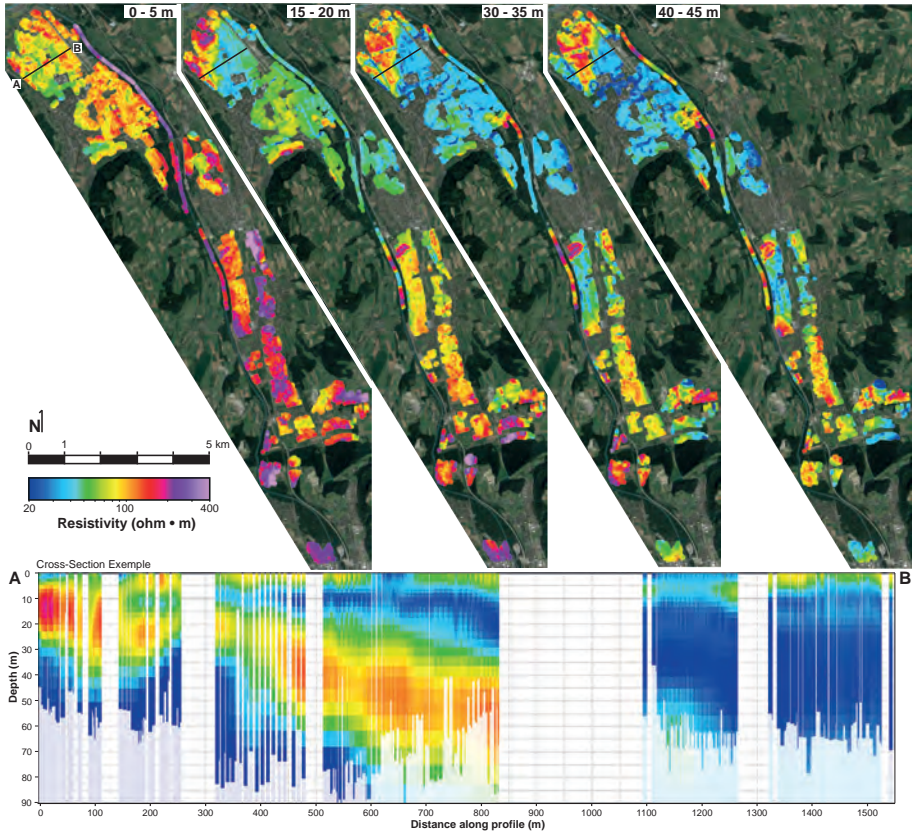 0 - 5 m
15 - 20 m
30 - 35 m
40 - 45 m
B
A
N
0 1 5 km
20 100 400
Resistivity (ohm • m)
Cross-Section Exemple
A
B
0
10
20
30
40
50
60
70
80
90
Depth (m)
0 100 200 300 400 500 600 700 800 900 1000 1100 1200 1300 1400 1500
Distance along profile (m)